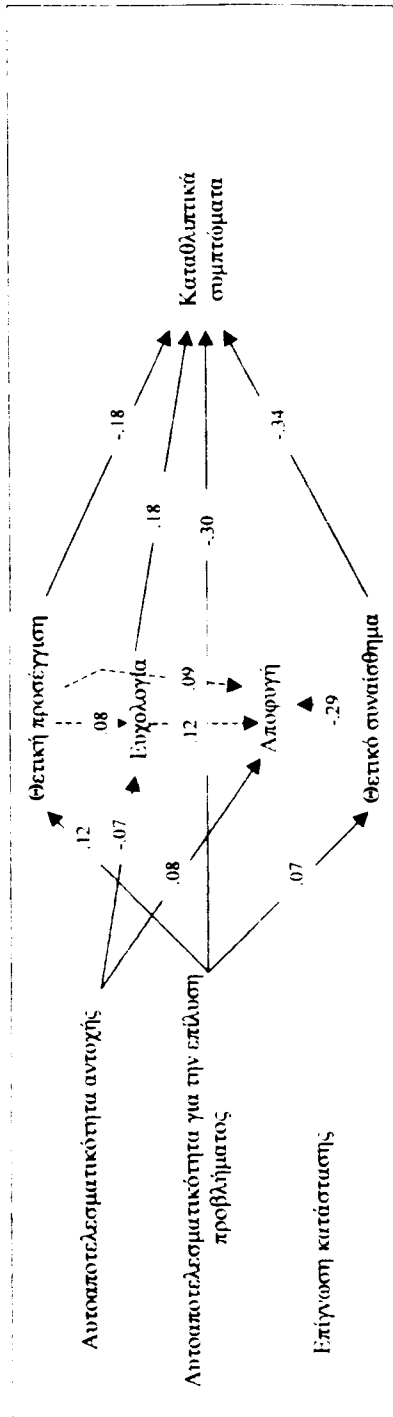 Αυτοαποτελεσματικότητα αντοχής
Αυτοαποτελεσματικότητα για την επίλυση
προβλήματος
Επίγνωση κατάστασης
Θετική προσέγγιση
Ευχολογία
Αποφυγή
Θετικό συναίσθημα
Καταθλιπτικά
συμπτώματα
.12
-.07
.08
.07
.08
.09
.12
-.29
-.18
.18
-.30
-.34